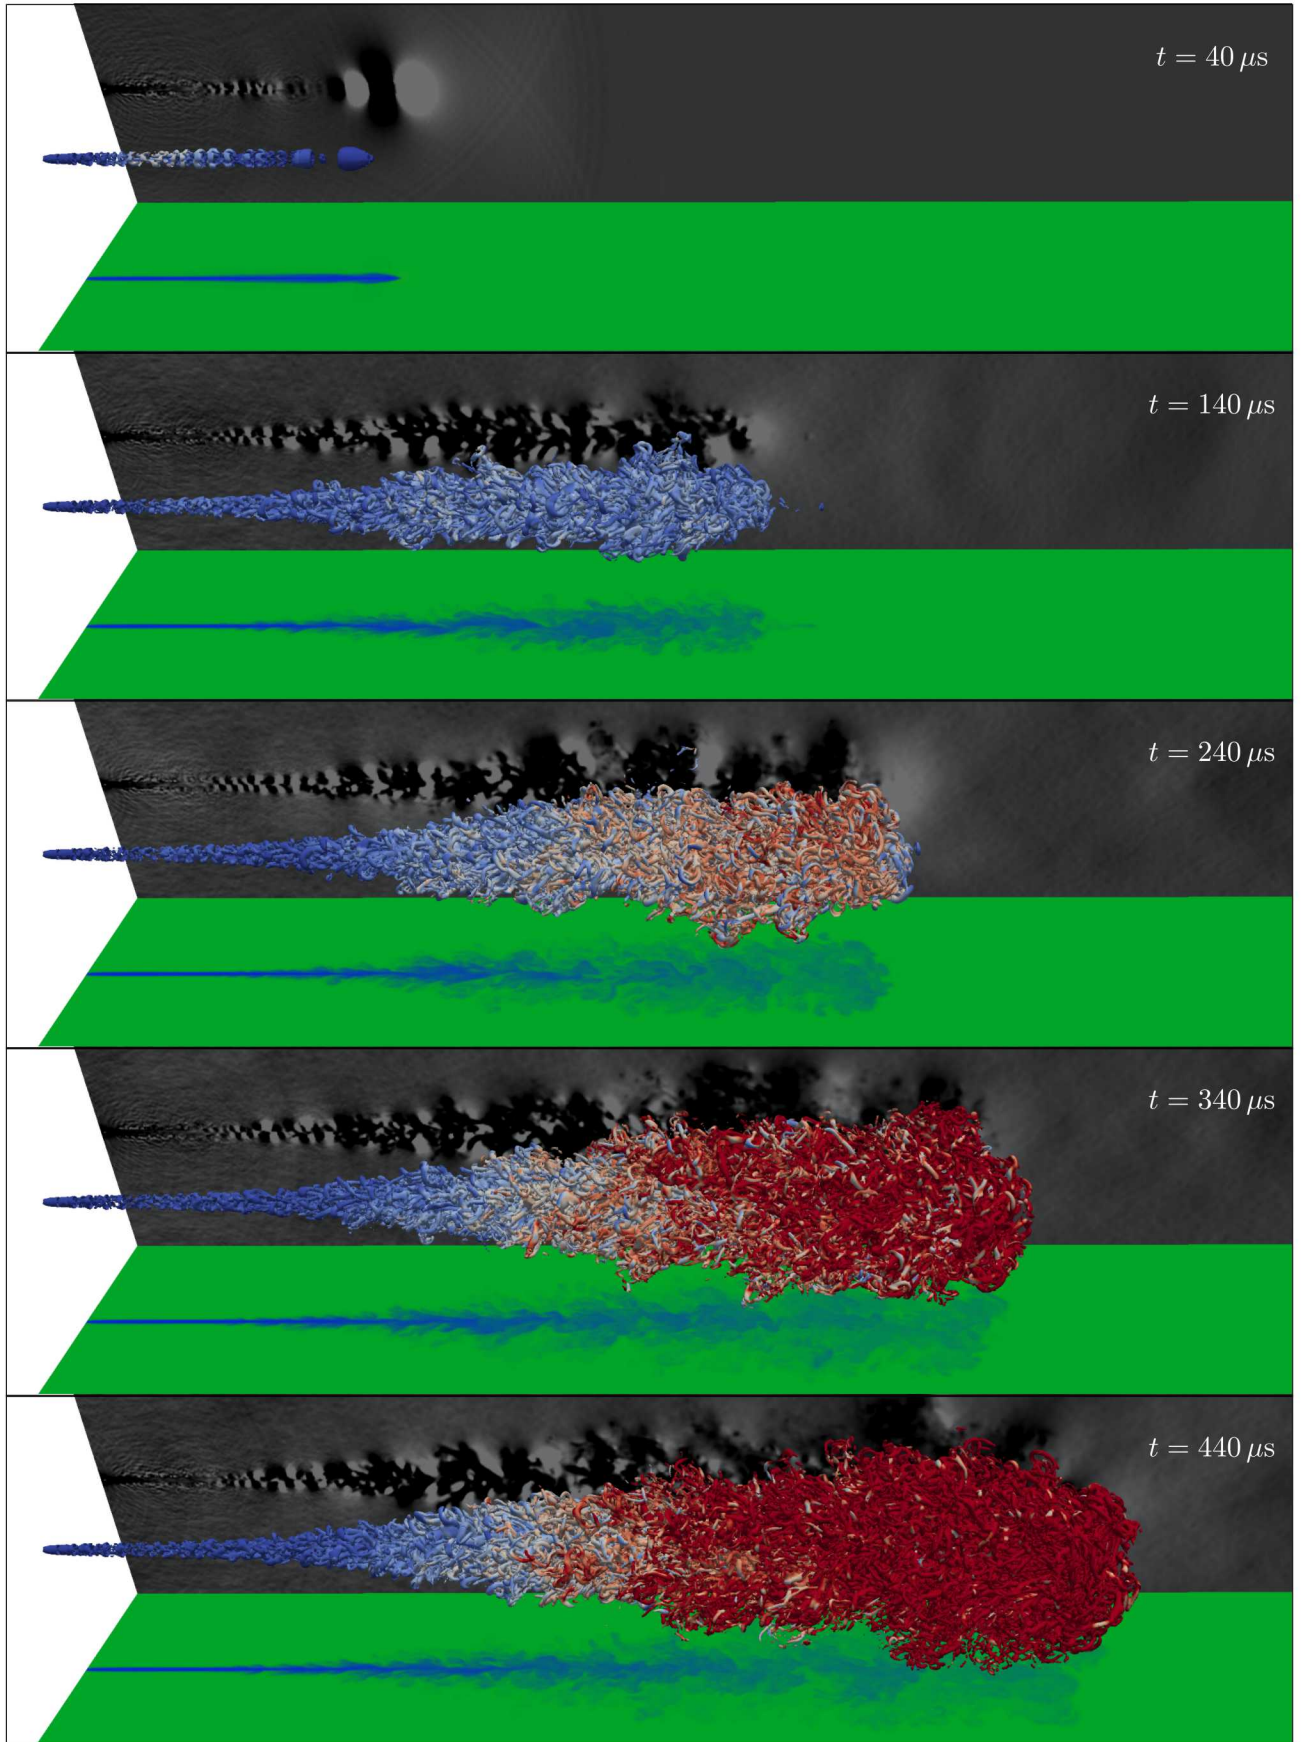 t = 40 μs
t = 140 μs
t = 240 μs
t = 340 μs
t = 440 μs